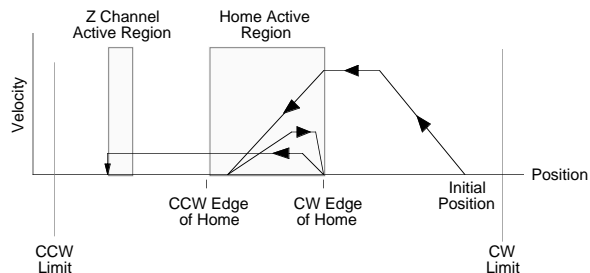 Z Channel
Active Region
Home Active
Region
Velocity
Position
Initial
Position
CCW Edge
of Home
CW Edge
of Home
CCW
Limit
CW
Limit